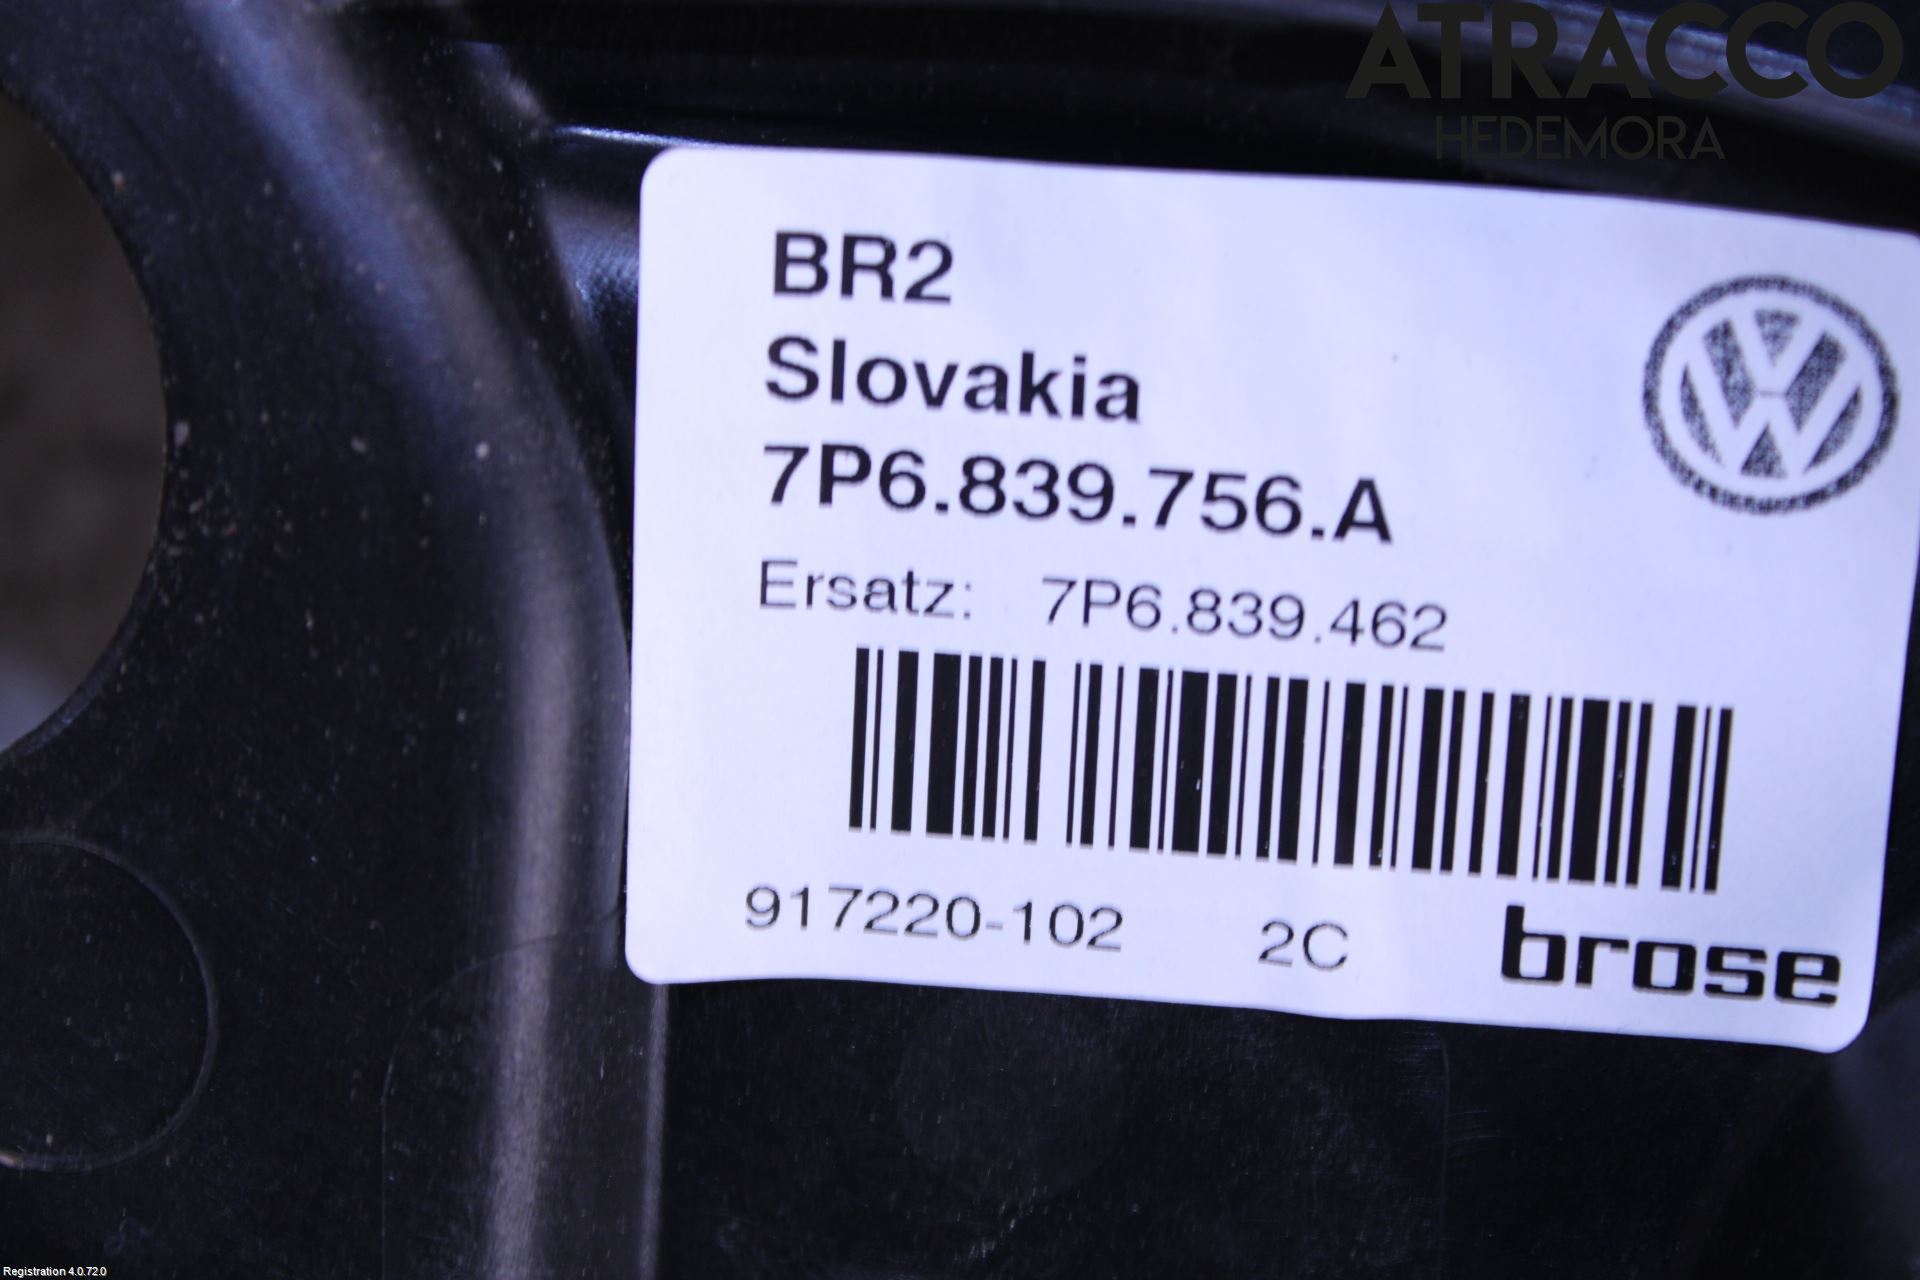 ATRACCO
HEDEMORA
BR2
Slovakia
7P6.839.756.A
Ersatz: 7P6.839.462
917220-102 2C brose
Registration 4.0.72.0